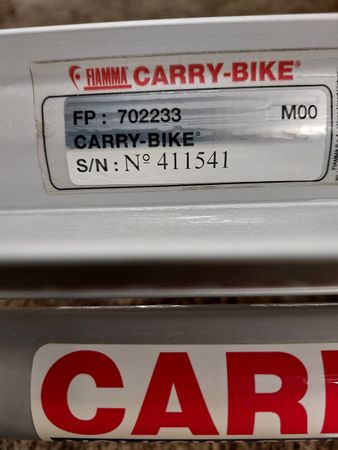 FIAMMA CARRY-BIKE®
FP : 702233 M00
CARRY-BIKE®
S/N : Nº 411541
CAR